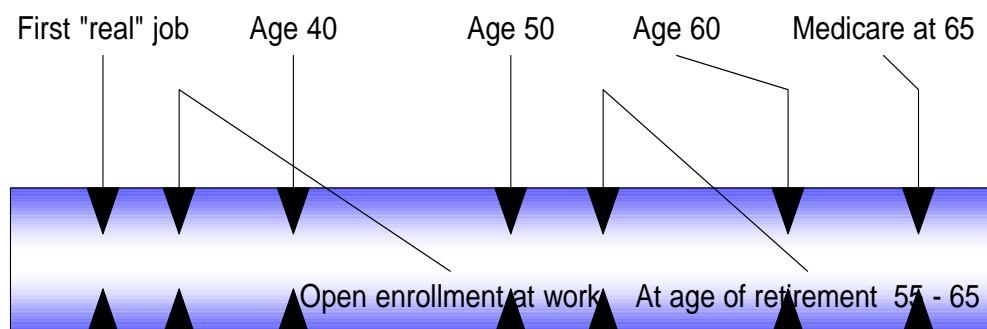 First "real" job Age 40 Age 50 Age 60 Medicare at 65
Open enrollment at work At age of retirement 55 - 65